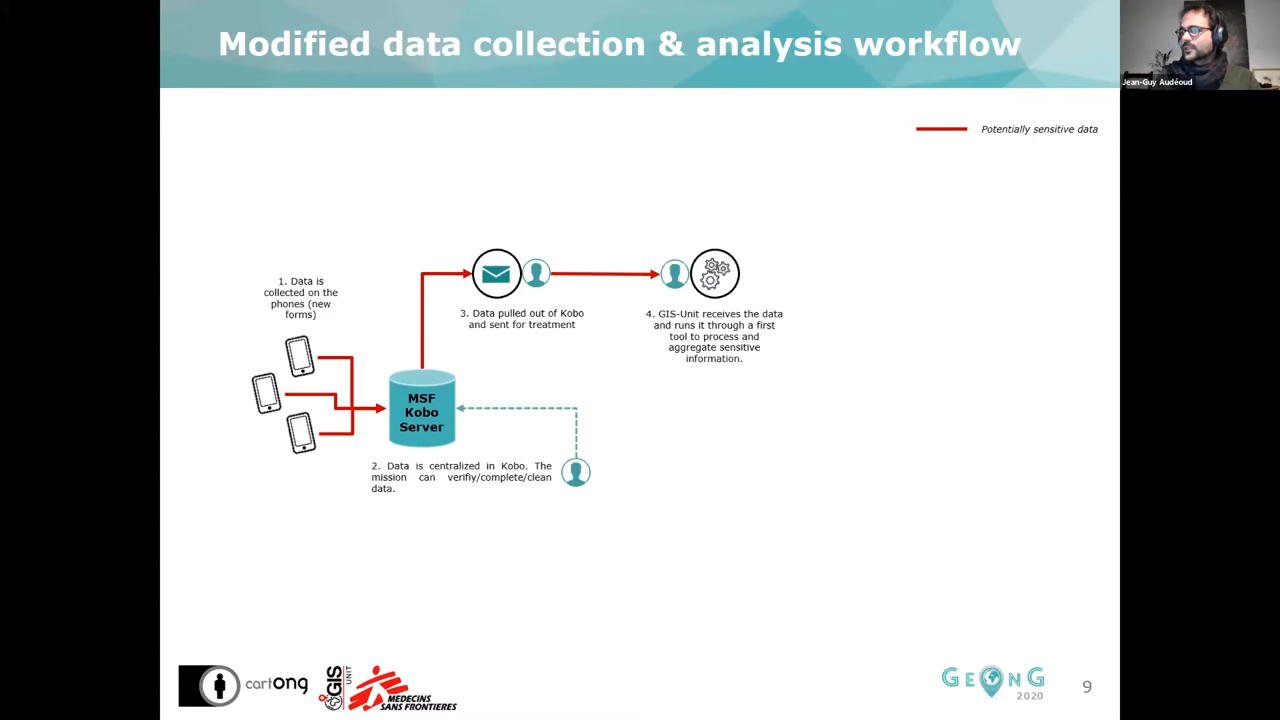 Modified data collection & analysis workflow
Jean-Guy Audéoud
Potentially sensitive data
1. Data is
collected on the
phones (new
forms)
3. Data pulled out of Kobo
and sent for treatment
4. GIS-Unit receives the data
and runs it through a first
tool to process and
aggregate sensitive
information.
MSF
Kobo
Server
2. Data is centralized in Kobo. The
mission can verifiy/complete/clean
data.
cartONG
GIS
UNIT
MEDECINS
SANS FRONTIERES
GEONG
2020
9